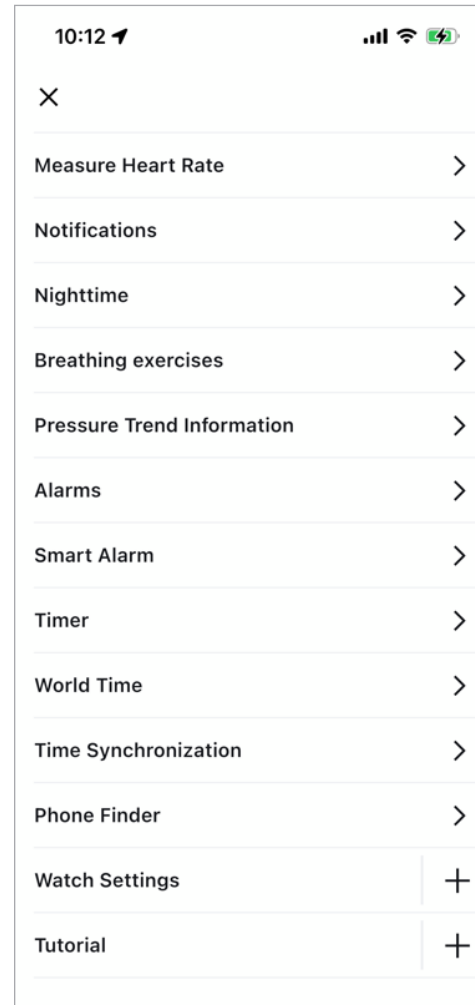 10:12
Measure Heart Rate
Notifications
Nighttime
Breathing exercises
Pressure Trend Information
Alarms
Smart Alarm
Timer
World Time
Time Synchronization
Phone Finder
Watch Settings
Tutorial